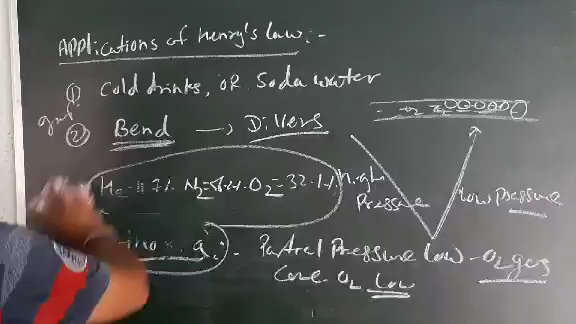 Applications of Henry's law:-
① Cold drinks, OR Soda water
② Bend → Divers
He = 11.7% N₂ = 56.4% O₂ = 32.1%
High Pressure
low Pressure
Partial Pressure low - O₂ gas
Conc O₂ low